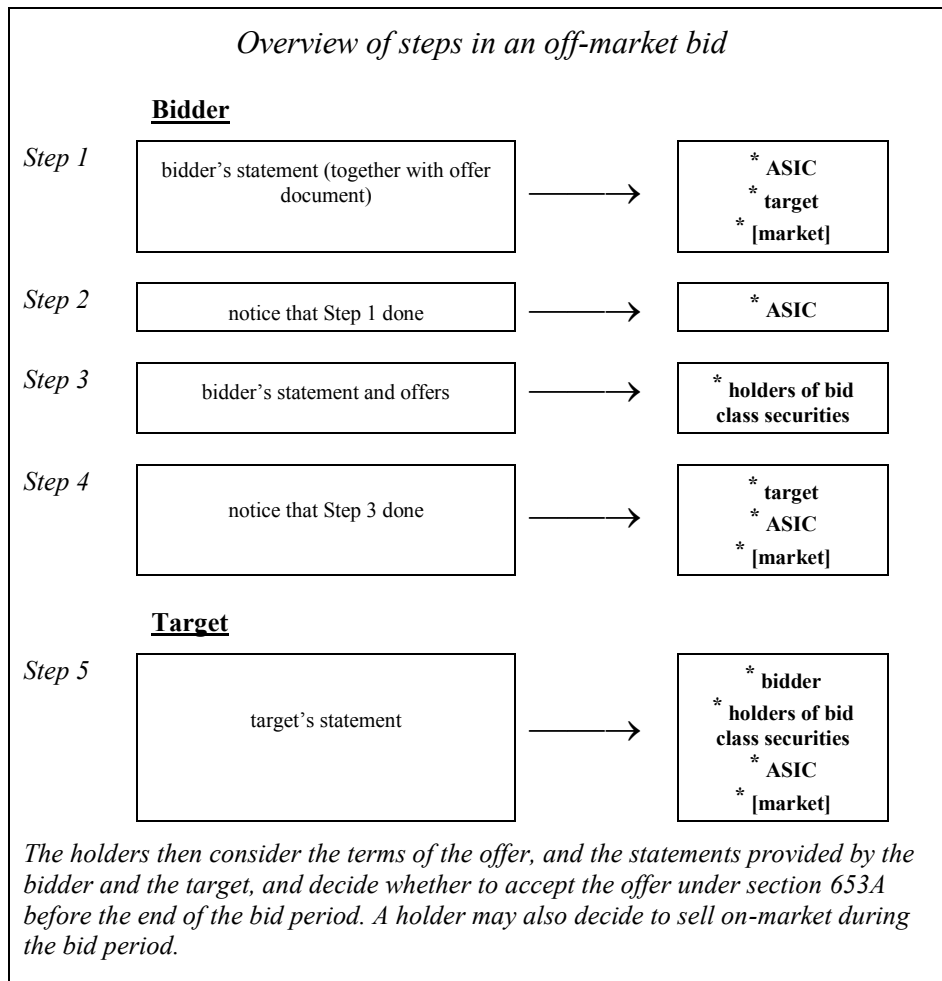 Overview of steps in an off-market bid
Bidder
Step 1
bidder’s statement (together with offer
document)
* ASIC
* target
* [market]
Step 2
notice that Step 1 done
* ASIC
Step 3
bidder’s statement and offers
* holders of bid
class securities
Step 4
notice that Step 3 done
* target
* ASIC
* [market]
Target
Step 5
target’s statement
* bidder
* holders of bid
class securities
* ASIC
* [market]
The holders then consider the terms of the offer, and the statements provided by the
bidder and the target, and decide whether to accept the offer under section 653A
before the end of the bid period. A holder may also decide to sell on-market during
the bid period.